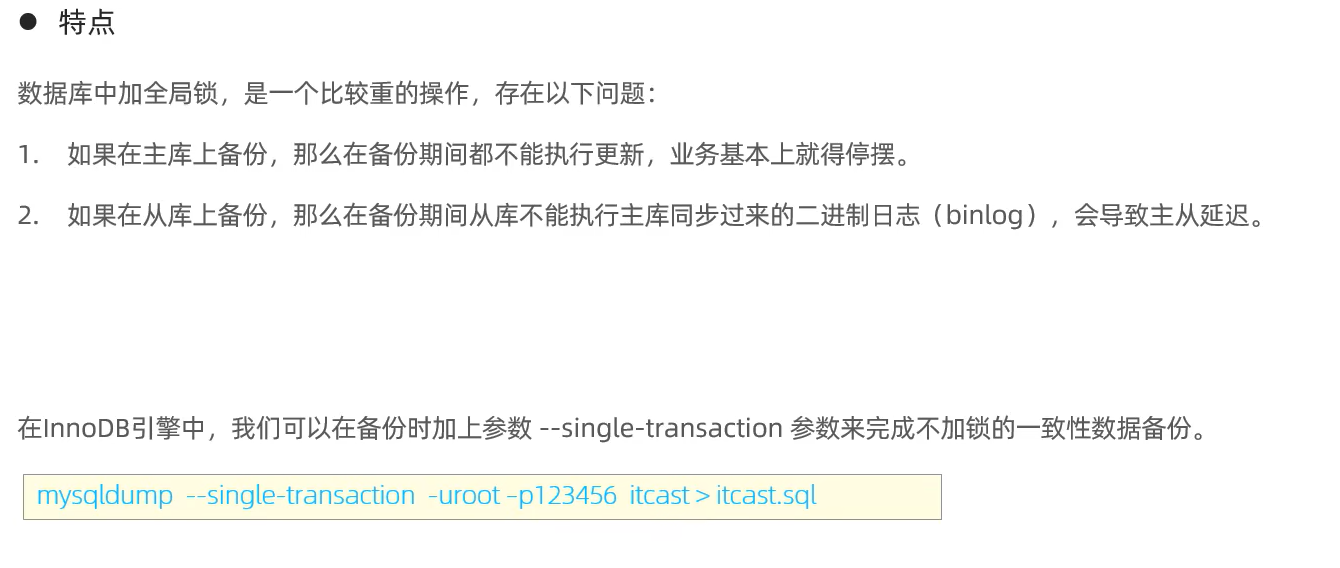 ● 特点
数据库中加全局锁，是一个比较重的操作，存在以下问题：
1. 如果在主库上备份，那么在备份期间都不能执行更新，业务基本上就得停摆。
2. 如果在从库上备份，那么在备份期间从库不能执行主库同步过来的二进制日志（binlog），会导致主从延迟。
在InnoDB引擎中，我们可以在备份时加上参数 --single-transaction 参数来完成不加锁的一致性数据备份。
mysqldump --single-transaction -uroot –p123456 itcast > itcast.sql